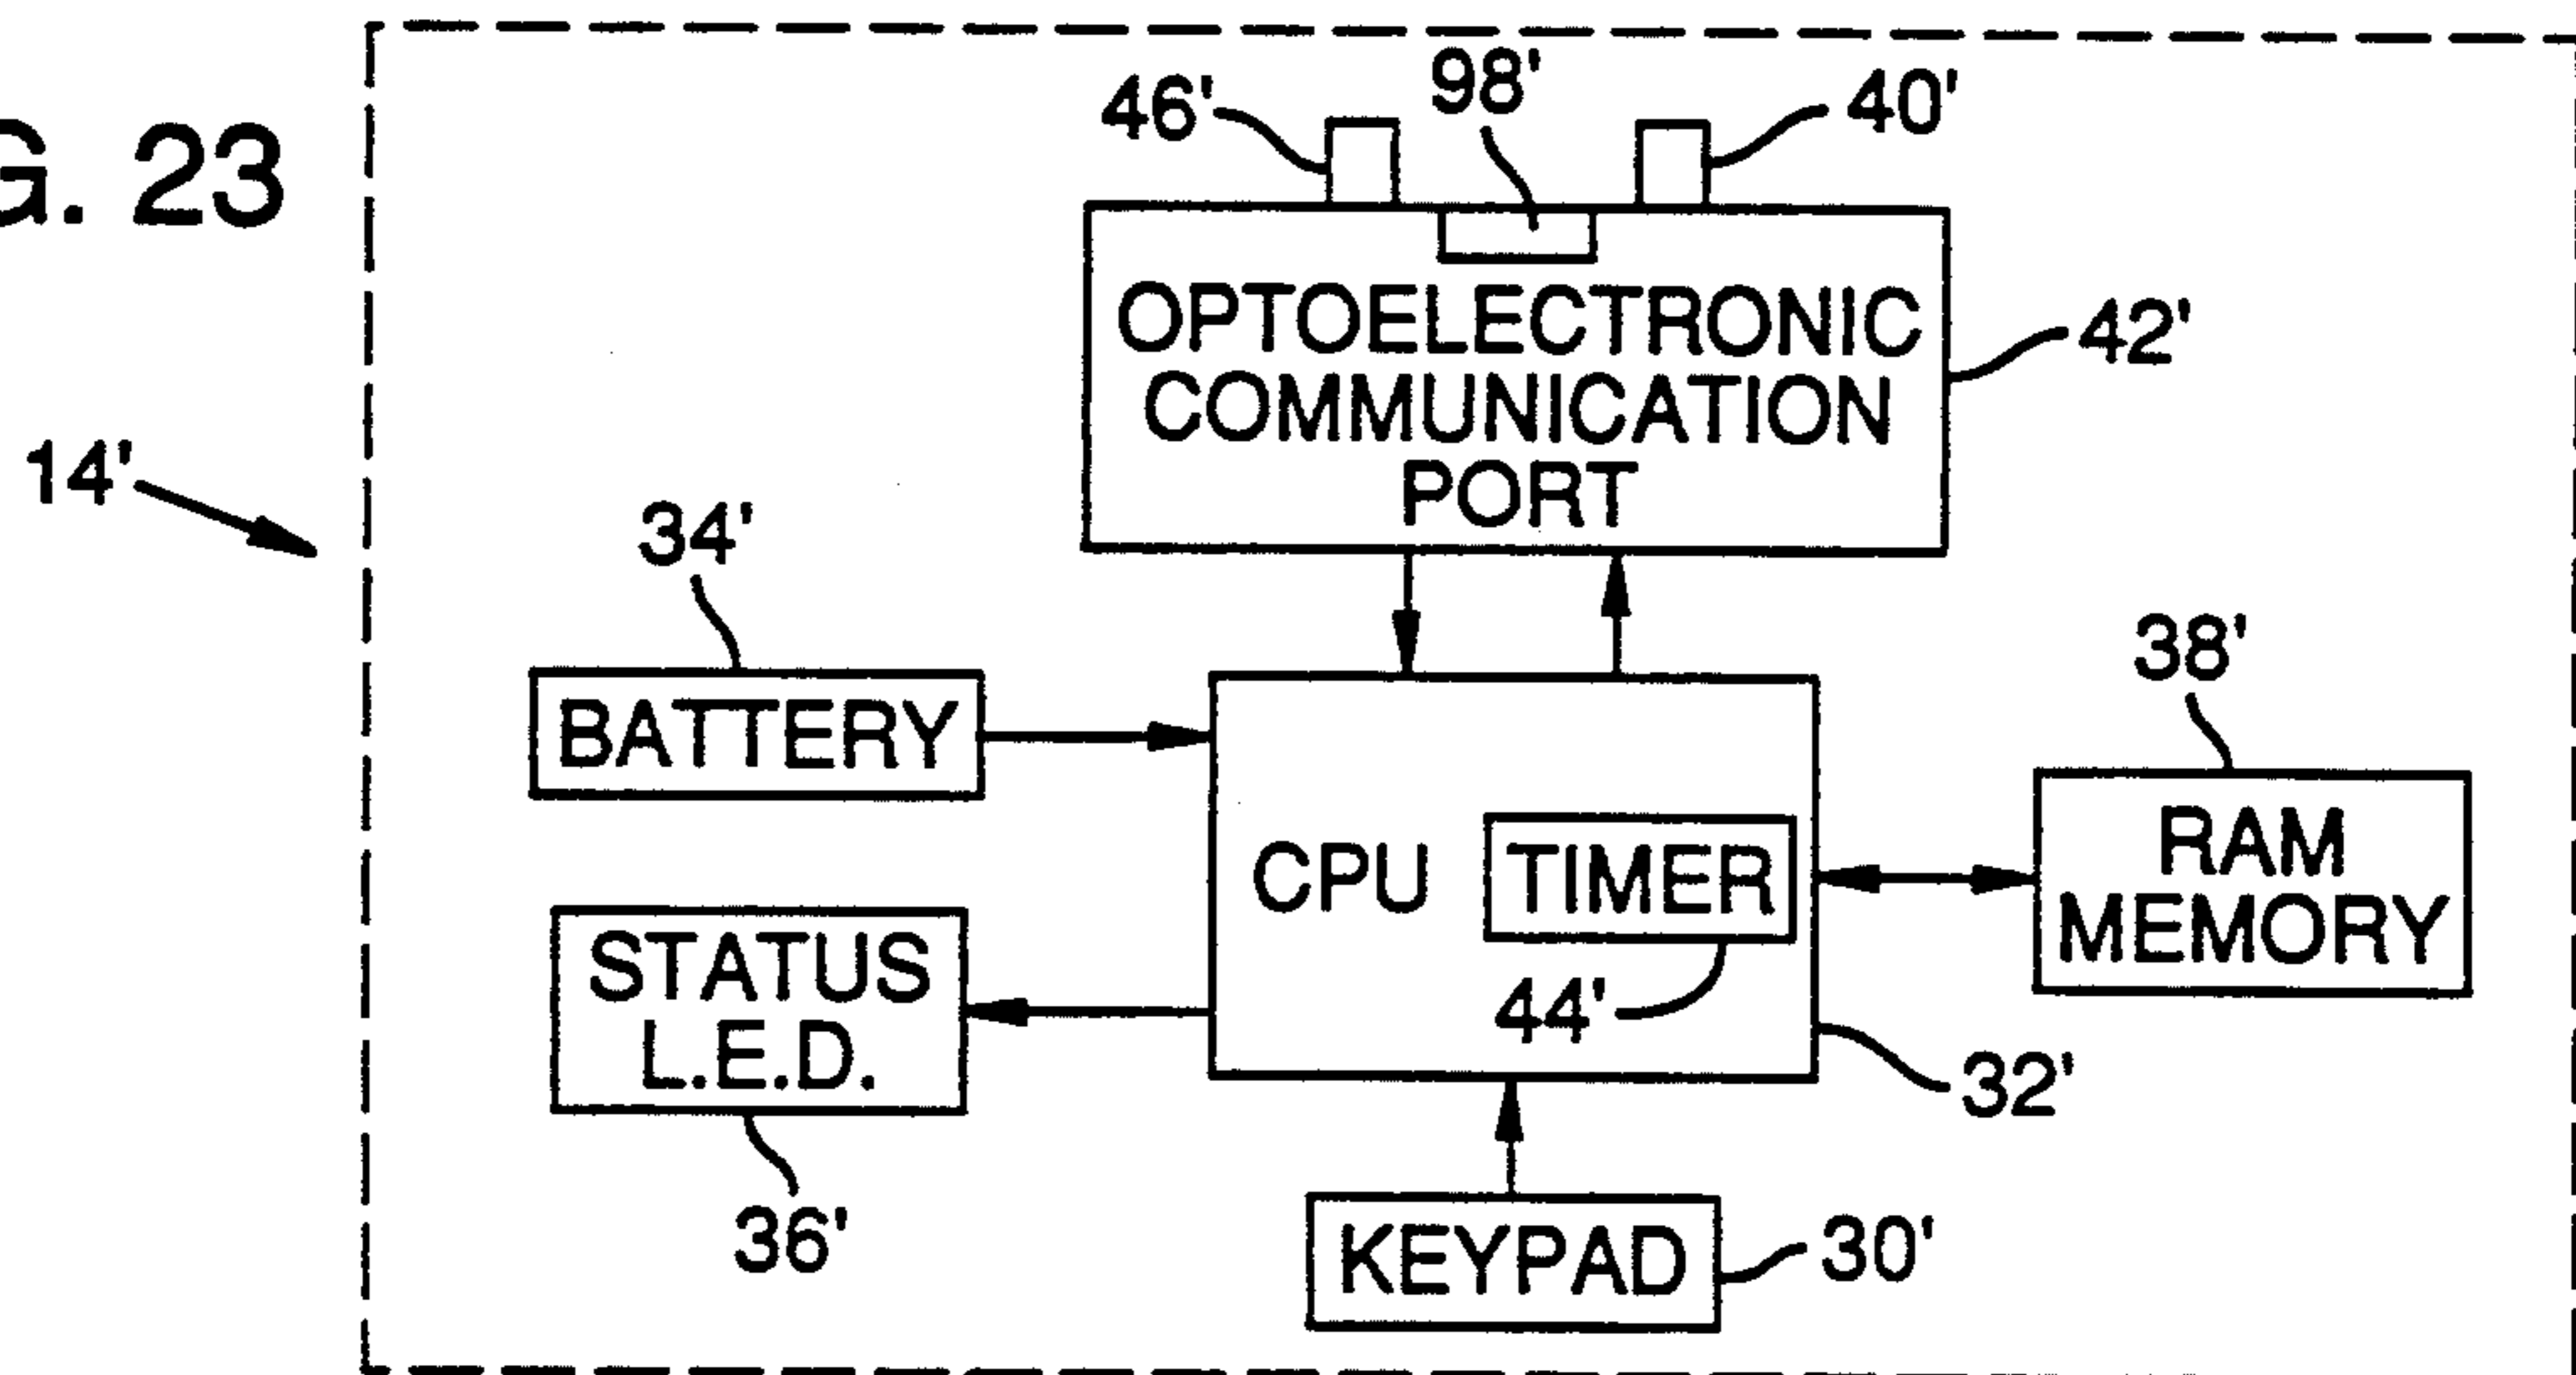 G. 23
98'
46'
40'
OPTOELECTRONIC
COMMUNICATION
PORT
42'
14'
34'
BATTERY
38'
RAM
MEMORY
CPU
TIMER
44'
STATUS
L.E.D.
32'
36'
KEYPAD
30'